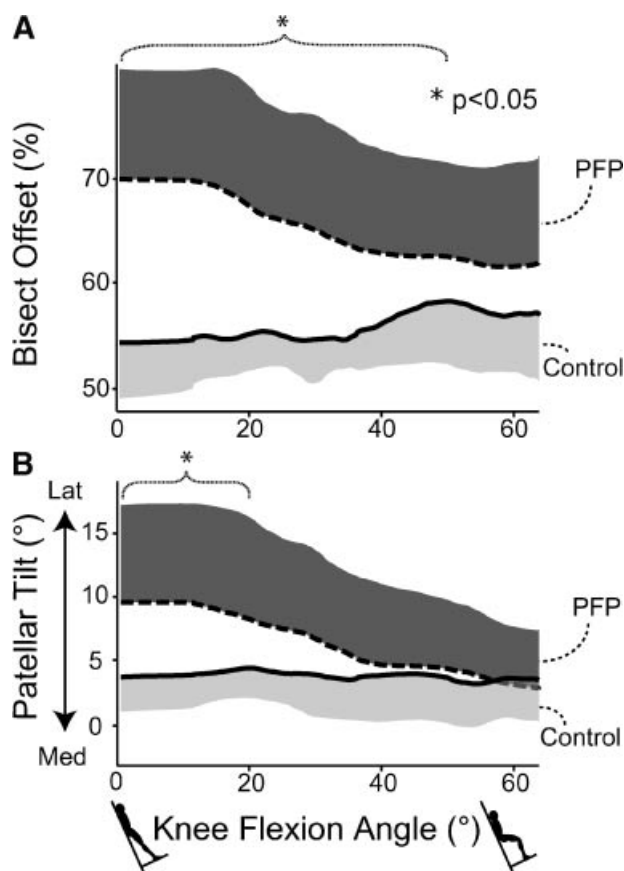 A
*
* p<0.05
Bisect Offset (%)
70
60
50
PFP
Control
0 20 40 60
B
*
Lat
Patellar Tilt (°)
15
10
5
0
Med
PFP
Control
0 20 40 60
Knee Flexion Angle (°)